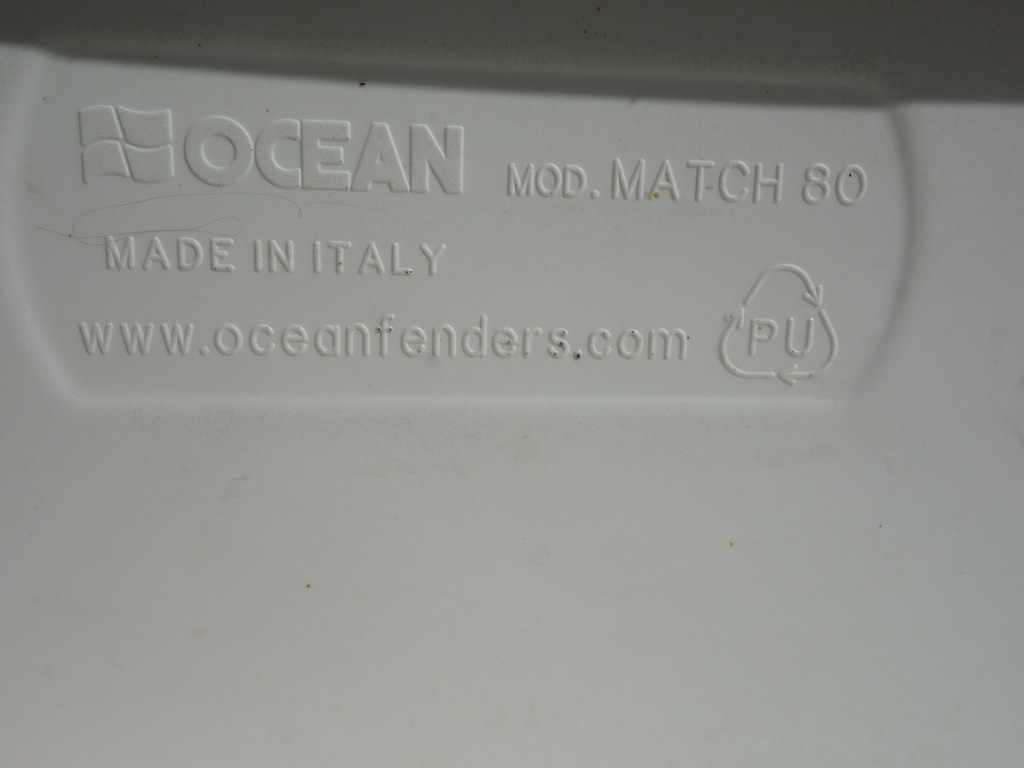 OCEAN MOD. MATCH 80
MADE IN ITALY
www.oceanfenders.com
PU